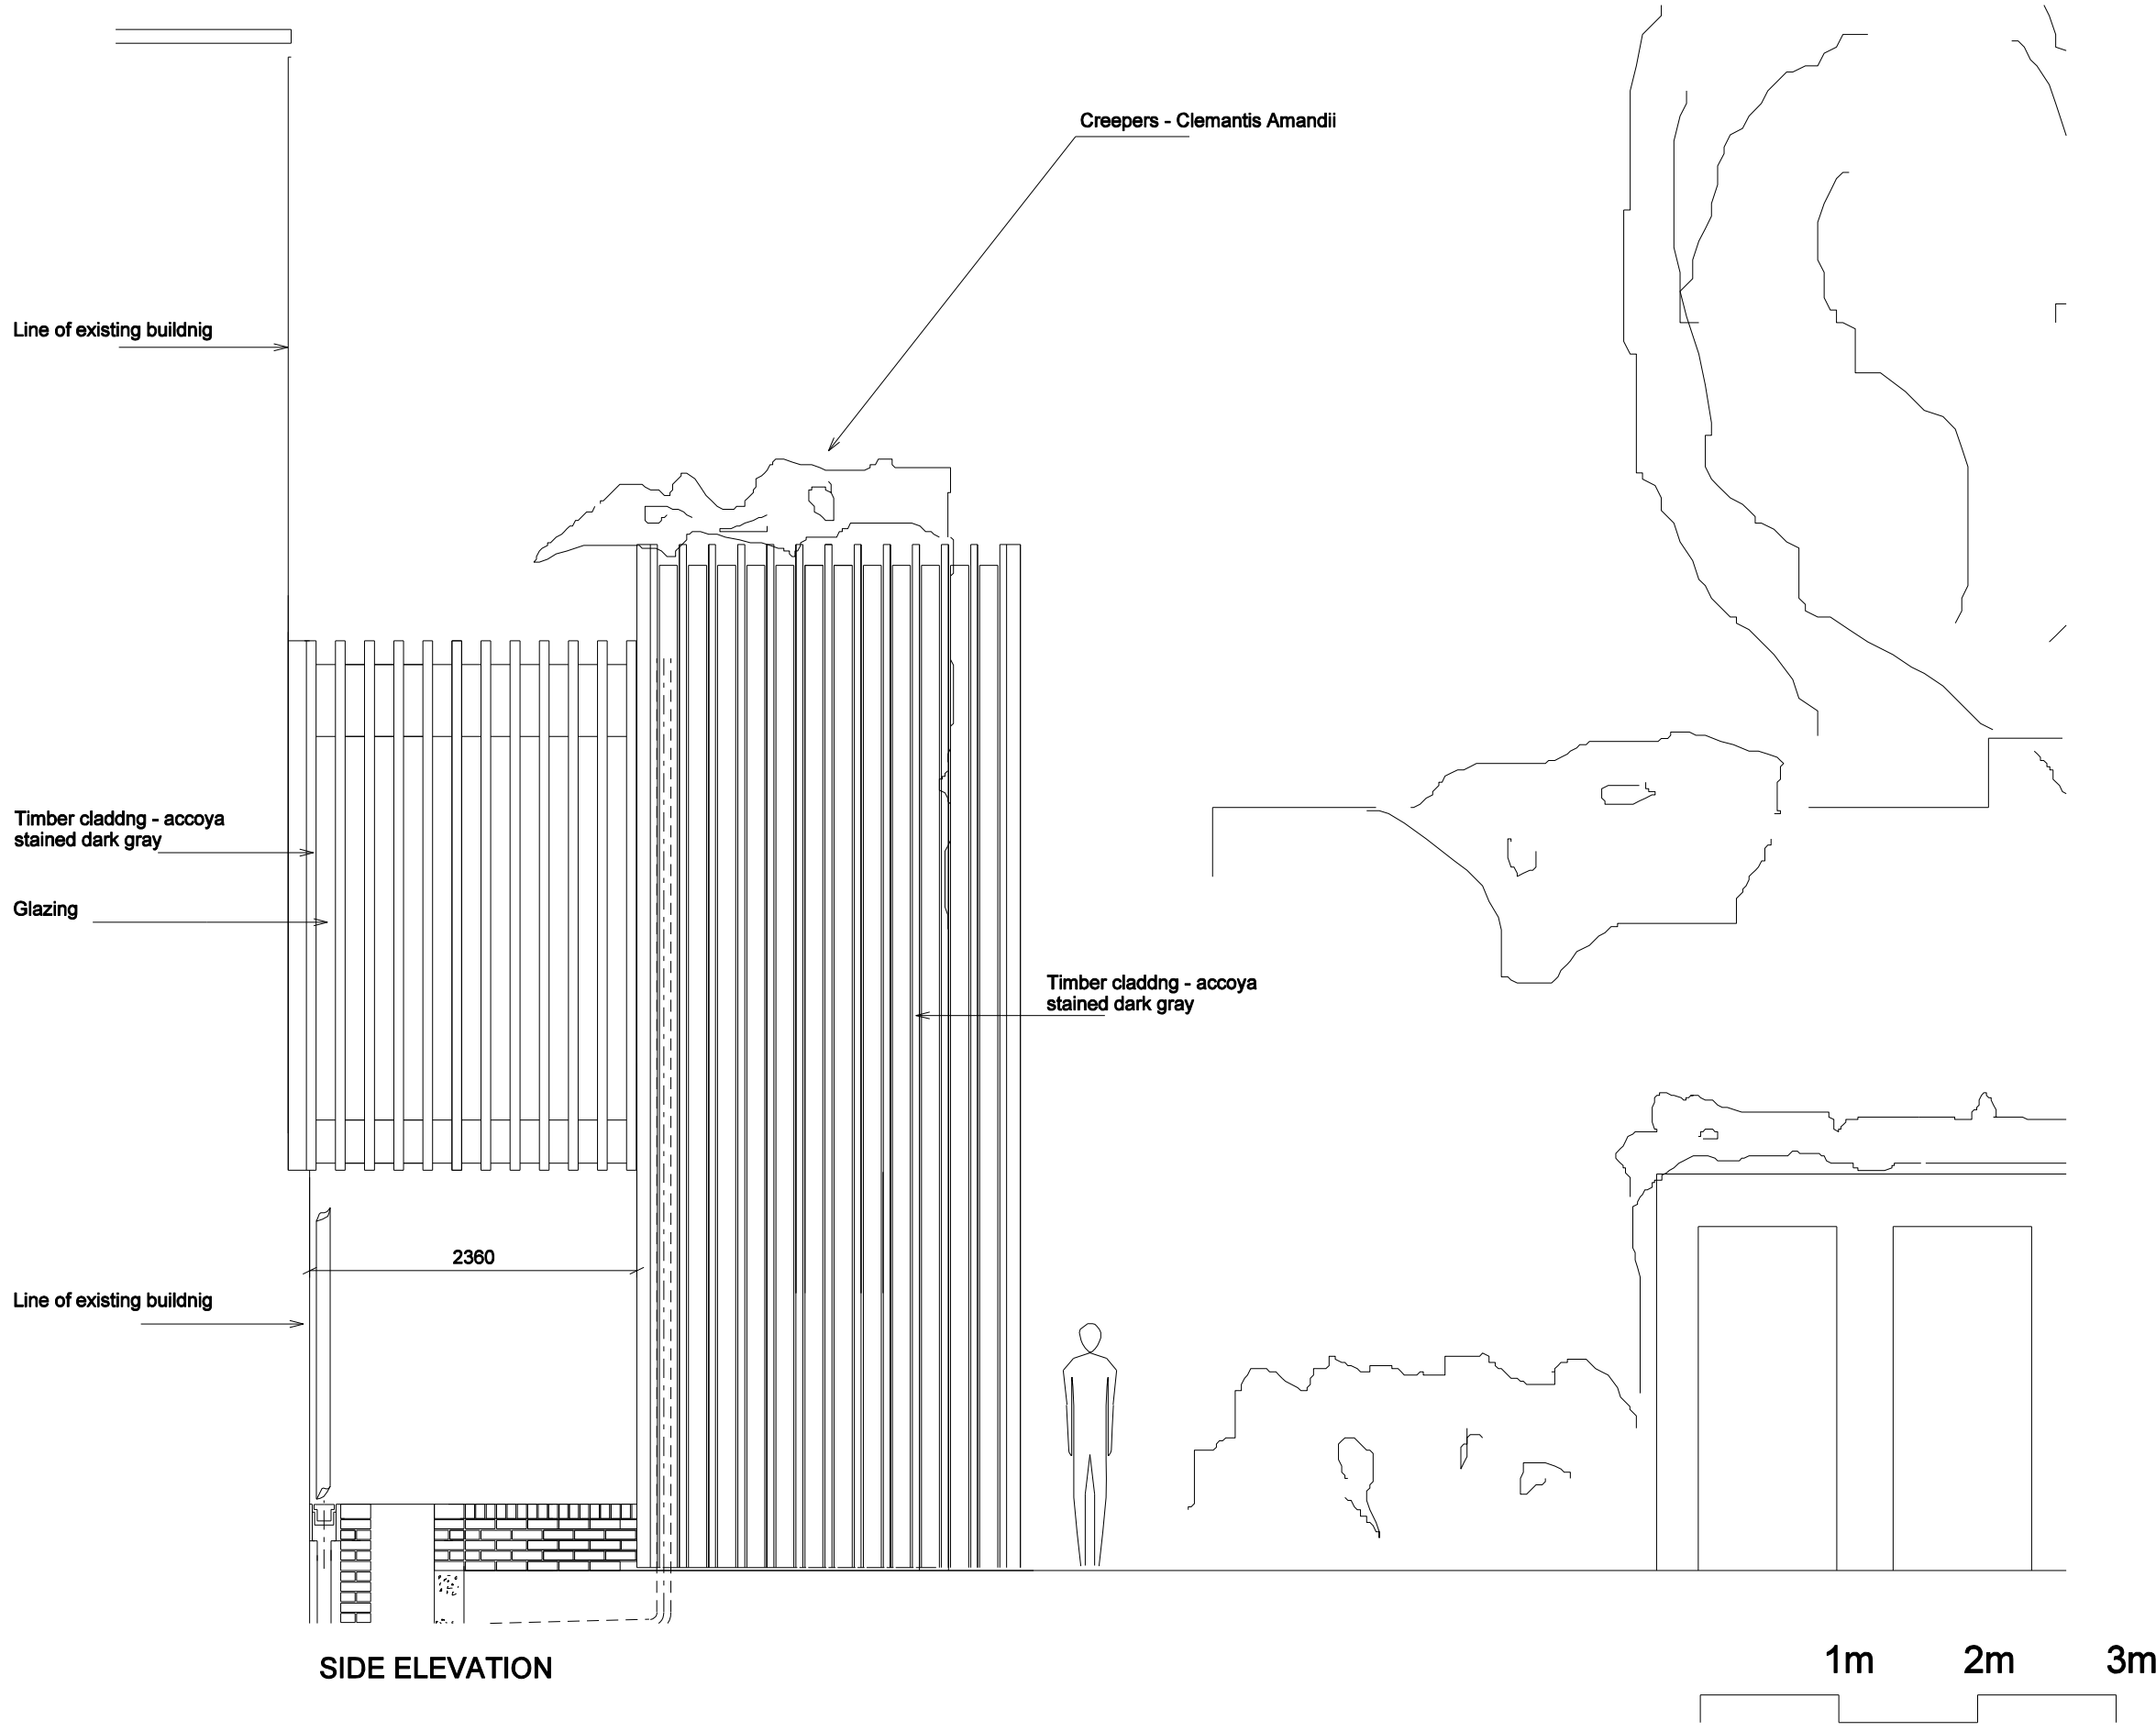 Creepers - Clemantis Amandii
Line of existing buildnig
Timber claddng - accoya
stained dark gray
Glazing
Timber claddng - accoya
stained dark gray
2360
Line of existing buildnig
SIDE ELEVATION
1m 2m 3m